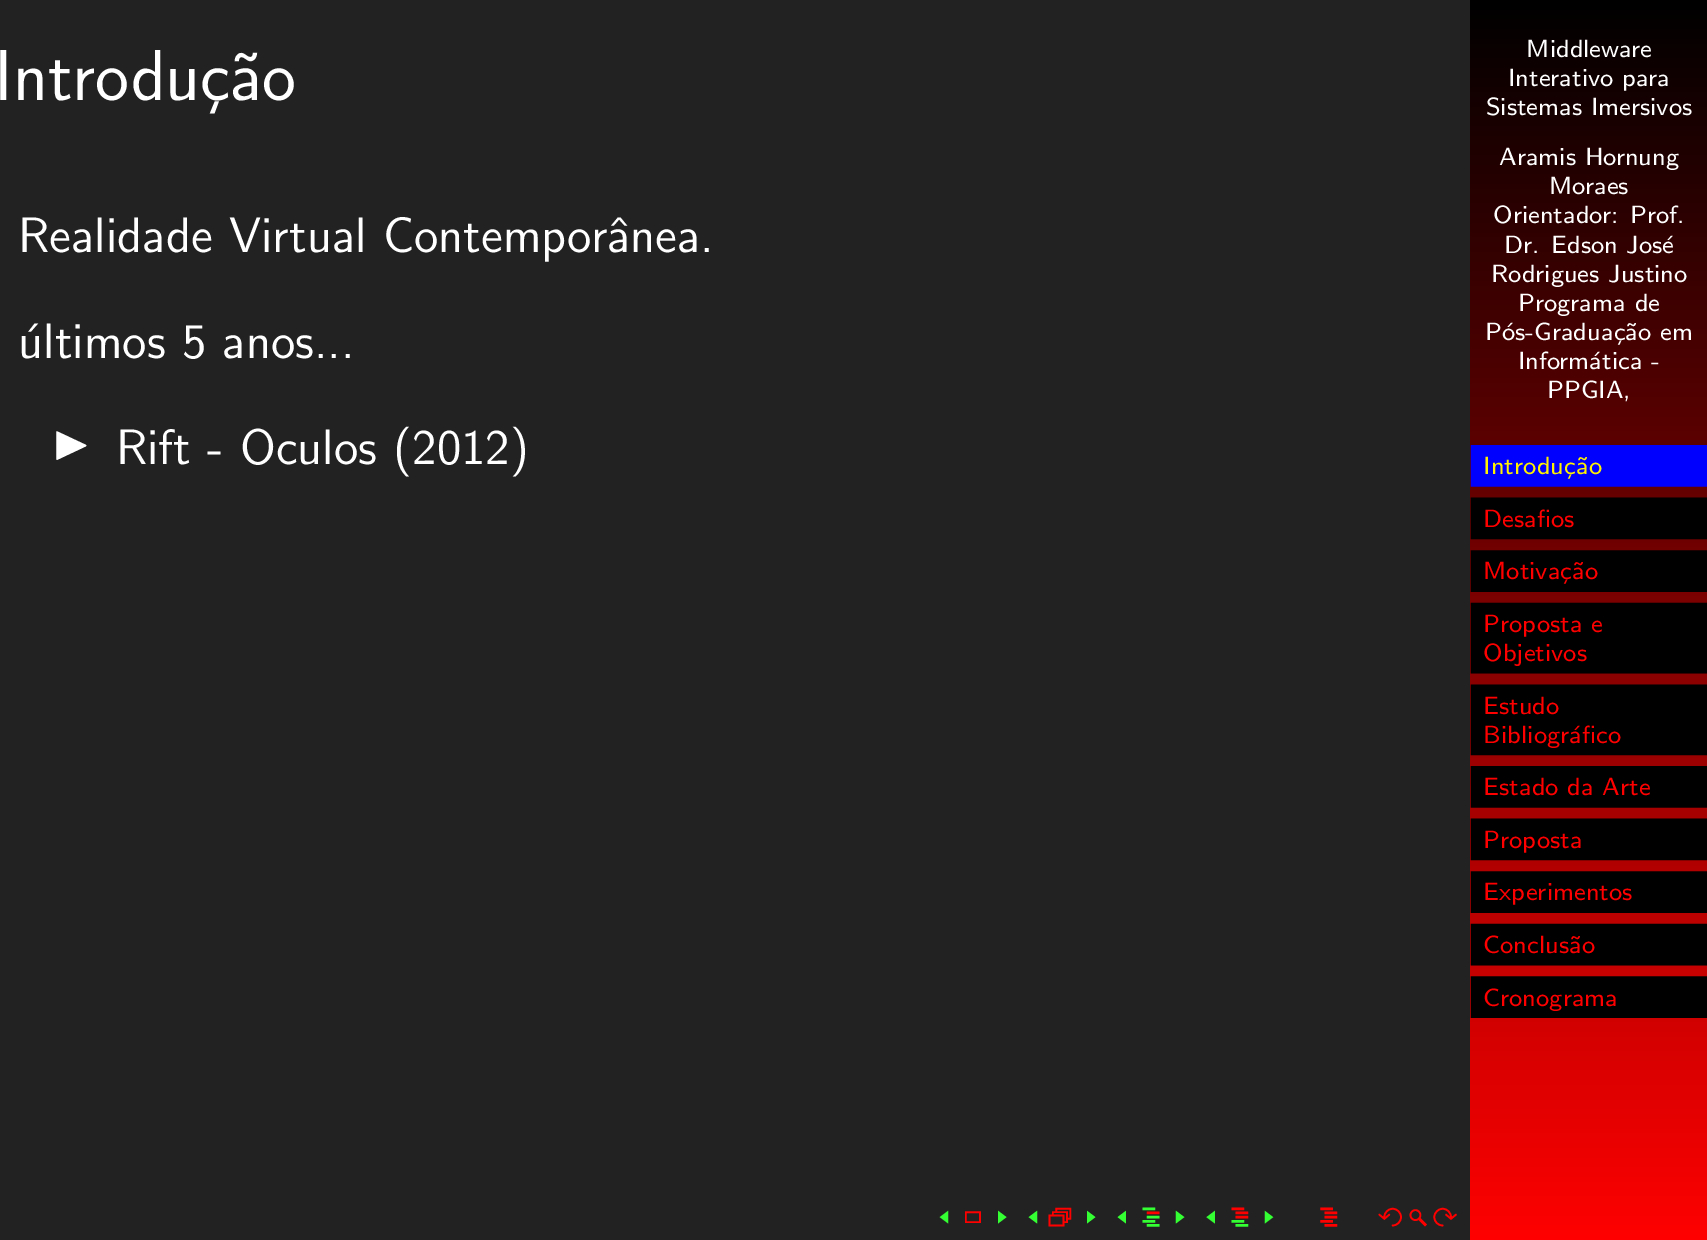 Introdução
Realidade Virtual Contemporânea.
últimos 5 anos...
Rift - Oculos (2012)
Middleware
Interativo para
Sistemas Imersivos
Aramis Hornung
Moraes
Orientador: Prof.
Dr. Edson José
Rodrigues Justino
Programa de
Pós-Graduação em
Informática -
PPGIA,
Introdução
Desafios
Motivação
Proposta e
Objetivos
Estudo
Bibliográfico
Estado da Arte
Proposta
Experimentos
Conclusão
Cronograma